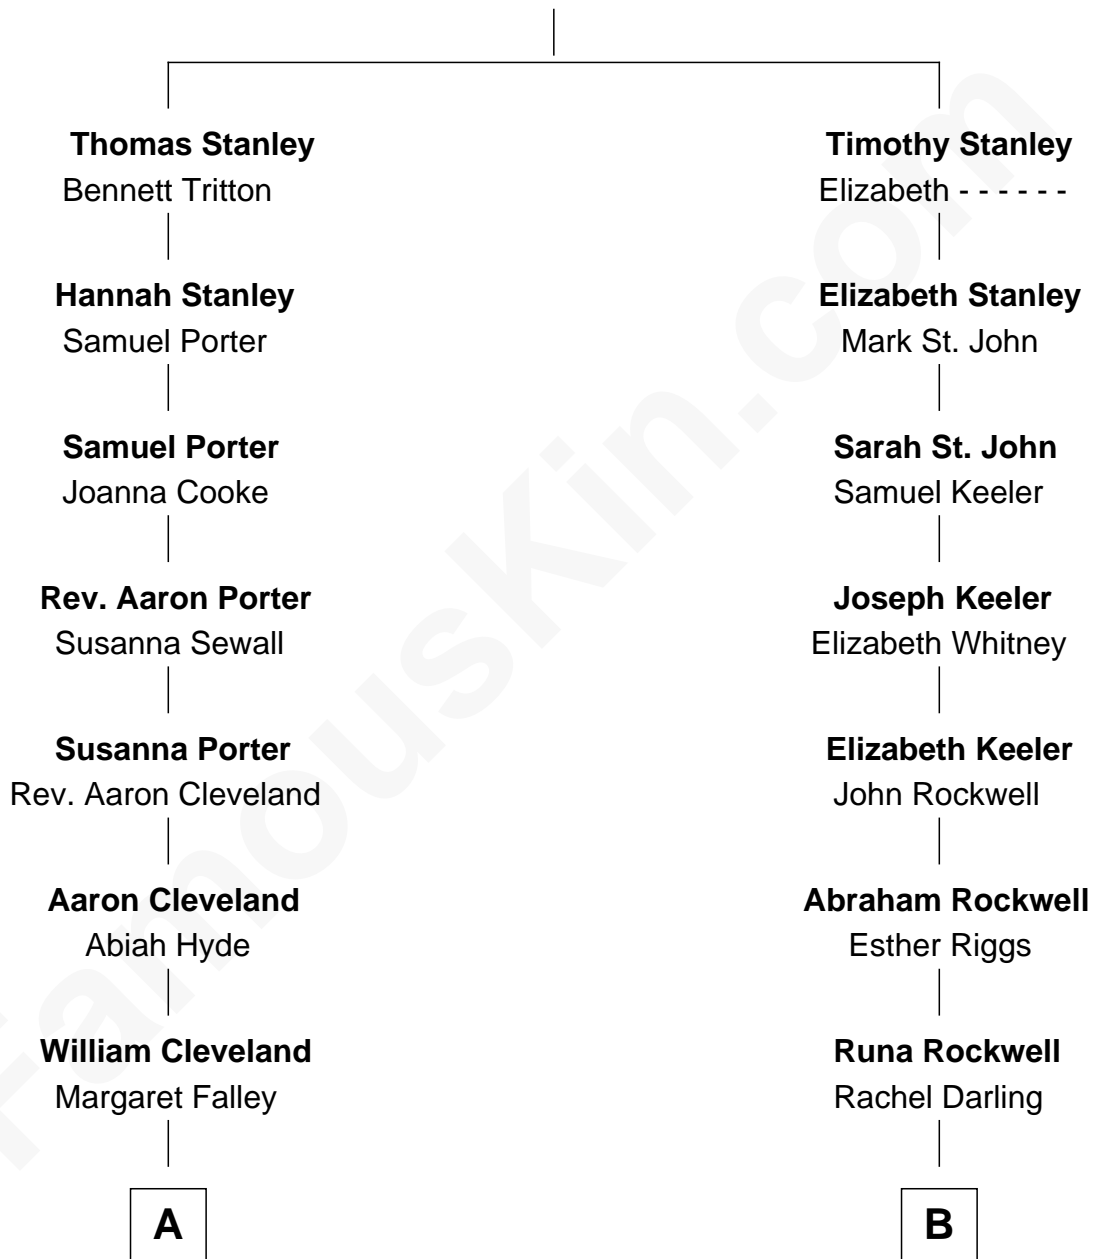 Thomas Stanley
Bennett Tritton
Timothy Stanley
Elizabeth - - - - - -
Hannah Stanley
Samuel Porter
Elizabeth Stanley
Mark St. John
Samuel Porter
Joanna Cooke
Sarah St. John
Samuel Keeler
Rev. Aaron Porter
Susanna Sewall
Joseph Keeler
Elizabeth Whitney
Susanna Porter
Rev. Aaron Cleveland
Elizabeth Keeler
John Rockwell
Aaron Cleveland
Abiah Hyde
Abraham Rockwell
Esther Riggs
William Cleveland
Margaret Falley
Runa Rockwell
Rachel Darling
A
B
FamousKin.com